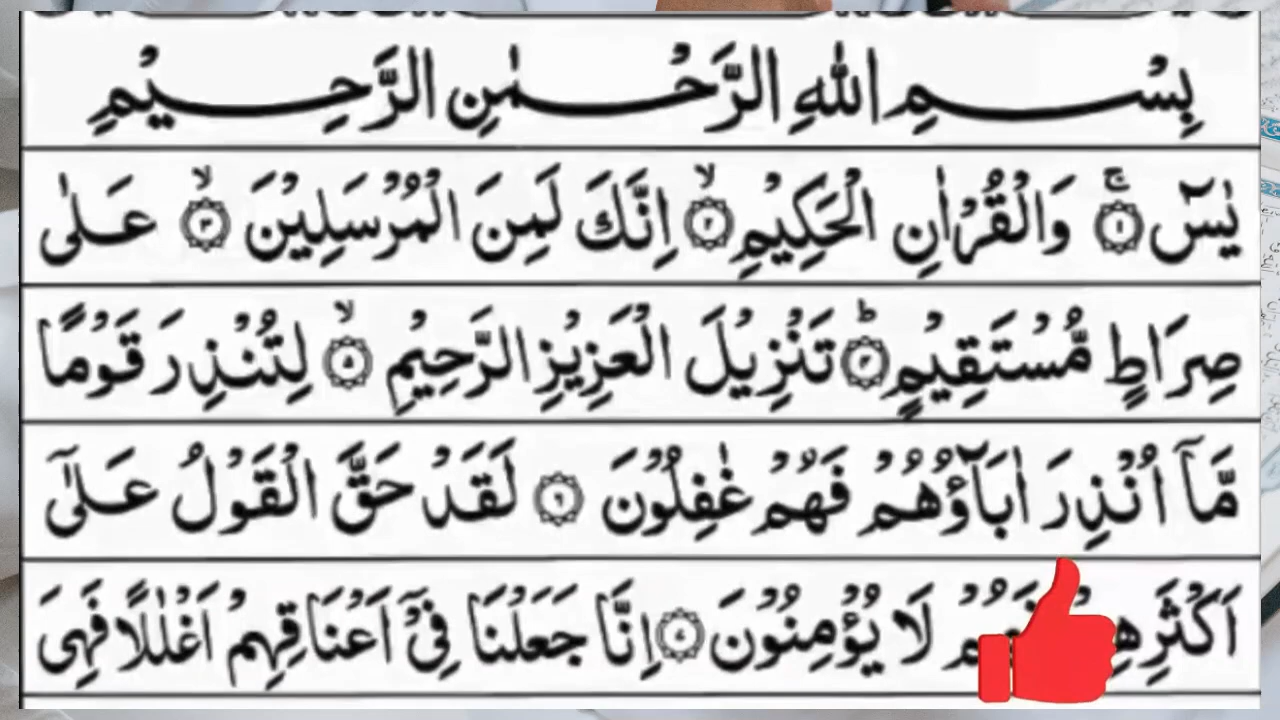 بِسْمِ اللّٰهِ الرَّحْمٰنِ الرَّحِيْمِ
يٰسٓ ۚ﴿۱﴾ وَالْقُرْاٰنِ الْحَكِيْمِ ۙ﴿۲﴾ اِنَّكَ لَمِنَ الْمُرْسَلِيْنَ ۙ﴿۳﴾ عَلٰى
صِرَاطٍ مُّسْتَقِيْمٍ ؕ﴿۴﴾ تَنْزِيْلَ الْعَزِيْزِ الرَّحِيْمِ ۙ﴿۵﴾ لِتُنْذِرَ قَوْمًا
مَّاۤ اُنْذِرَ اٰبَآؤُهُمْ فَهُمْ غٰفِلُوْنَ ﴿۶﴾ لَقَدْ حَقَّ الْقَوْلُ عَلٰۤى
اَكْثَرِهِمْ لَا يُؤْمِنُوْنَ ﴿۷﴾ اِنَّا جَعَلْنَا فِيْۤ اَعْنَاقِهِمْ اَغْلٰلًا فَهِيَ